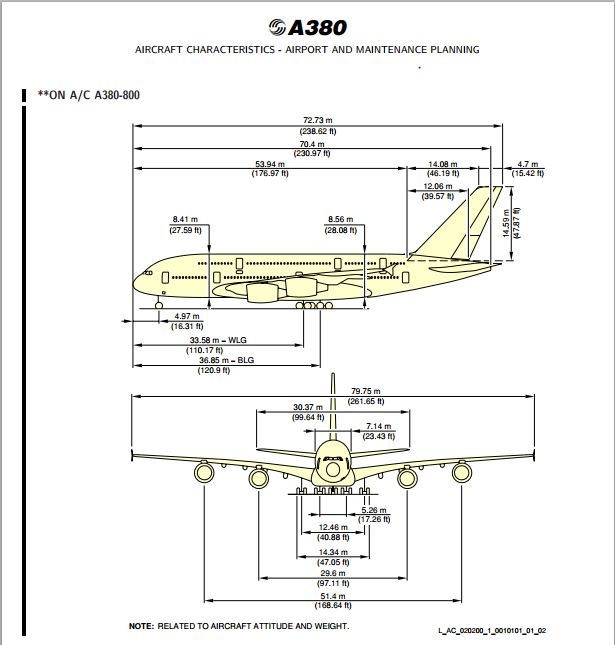 A380
AIRCRAFT CHARACTERISTICS - AIRPORT AND MAINTENANCE PLANNING
**ON A/C A380-800
72.73 m
(238.62 ft)
70.4 m
(230.97 ft)
53.94 m
(176.97 ft)
14.08 m
(46.19 ft)
4.7 m
(15.42 ft)
12.06 m
(39.57 ft)
8.41 m
(27.59 ft)
8.56 m
(28.08 ft)
14.59 m
(47.87 ft)
4.97 m
(16.31 ft)
33.58 m – WLG
(110.17 ft)
36.85 m – BLG
(120.9 ft)
79.75 m
(261.65 ft)
30.37 m
(99.64 ft)
7.14 m
(23.43 ft)
5.26 m
(17.26 ft)
12.46 m
(40.88 ft)
14.34 m
(47.05 ft)
29.6 m
(97.11 ft)
51.4 m
(168.64 ft)
NOTE: RELATED TO AIRCRAFT ATTITUDE AND WEIGHT.
L_AC_020200_1_0010101_01_02